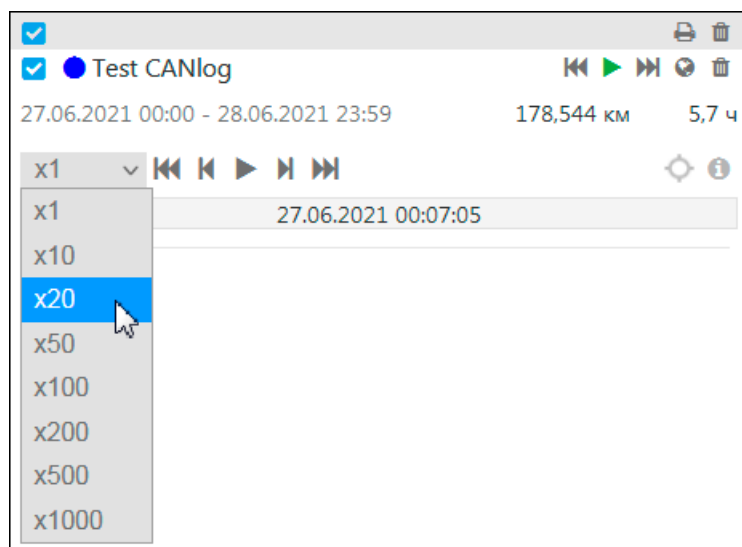 Test CANlog
27.06.2021 00:00 - 28.06.2021 23:59 178,544 км 5,7 ч
x1
27.06.2021 00:07:05
x1
x10
x20
x50
x100
x200
x500
x1000